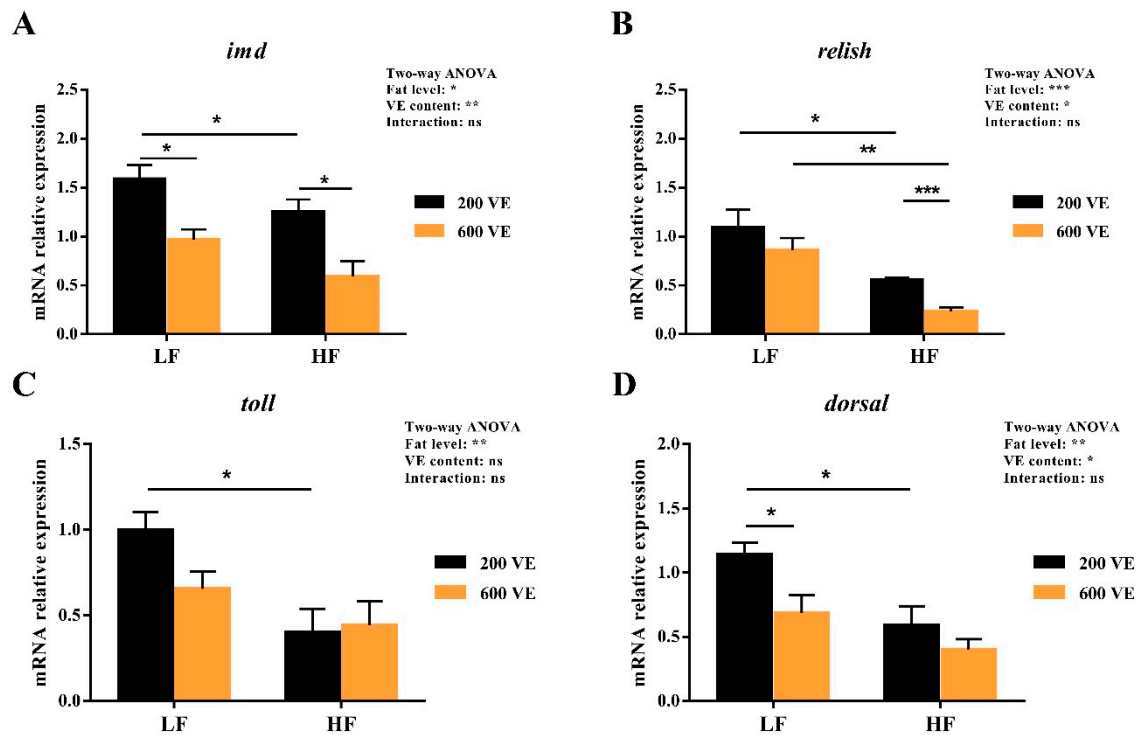 A
imd
Two-way ANOVA
Fat level: *
VE content: **
Interaction: ns
mRNA relative expression
2.5
2.0
1.5
1.0
0.5
0.0
*
*
*
200 VE
600 VE
LF
HF
B
relish
Two-way ANOVA
Fat level: ***
VE content: *
Interaction: ns
mRNA relative expression
2.5
2.0
1.5
1.0
0.5
0.0
*
**
***
200 VE
600 VE
LF
HF
C
toll
Two-way ANOVA
Fat level: **
VE content: ns
Interaction: ns
mRNA relative expression
1.5
1.0
0.5
0.0
*
200 VE
600 VE
LF
HF
D
dorsal
Two-way ANOVA
Fat level: **
VE content: *
Interaction: ns
mRNA relative expression
2.0
1.5
1.0
0.5
0.0
*
*
200 VE
600 VE
LF
HF